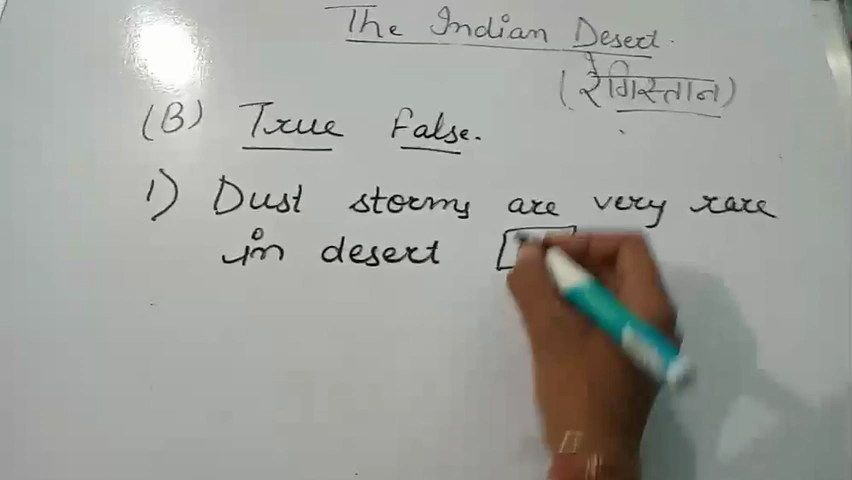 The Indian Desert.
(रेगिस्तान)
(B) True False.
1) Dust storms are very rare
in desert